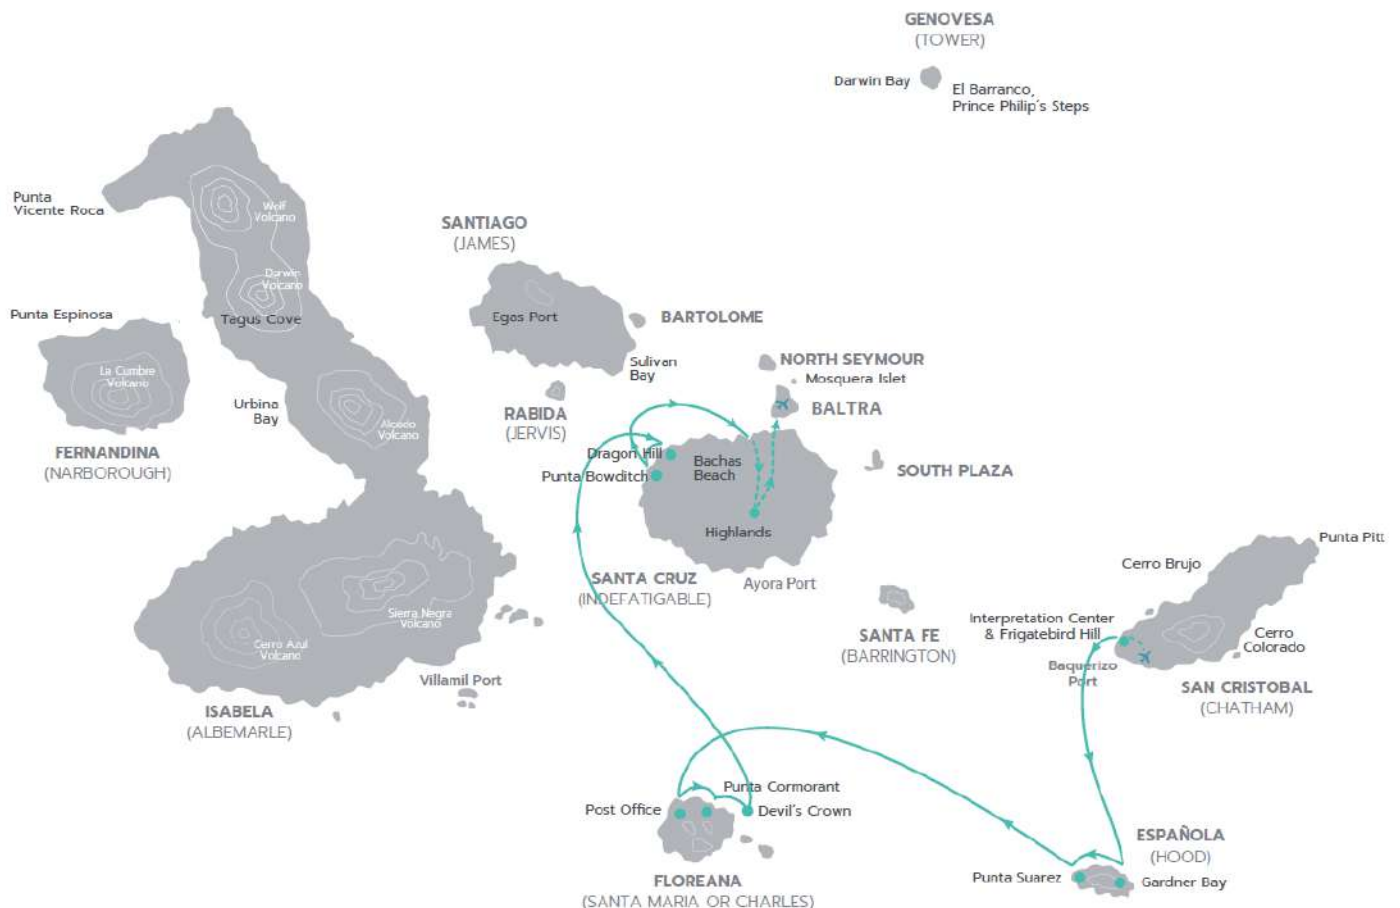 GENOVESA
(TOWER)
Darwin Bay
El Barranco,
Prince Philip's Steps
Punta
Vicente Roca
Wolf
Volcano
SANTIAGO
(JAMES)
Darwin
Volcano
Punta Espinosa
Tagus Cove
Egas Port
BARTOLOME
La Cumbre
Volcano
Sulivan
Bay
NORTH SEYMOUR
Mosquera Islet
Urbina
Bay
Alcedo
Volcano
RABIDA
(JERVIS)
BALTRA
FERNANDINA
(NARBOROUGH)
Dragon Hill
Bachas
Beach
Punta Bowditch
SOUTH PLAZA
Highlands
Punta Pitt
Cerro Brujo
SANTA CRUZ
(INDEFATIGABLE)
Ayora Port
Sierra Negra
Volcano
Cerro Azul
Volcano
Interpretation Center
& Frigatebird Hill
SANTA FE
(BARRINGTON)
Cerro
Colorado
Baquerizo
Port
Villamil Port
SAN CRISTOBAL
(CHATHAM)
ISABELA
(ALBEMARLE)
Punta Cormorant
Post Office
Devil's Crown
ESPAÑOLA
(HOOD)
Punta Suarez
Gardner Bay
FLOREANA
(SANTA MARIA OR CHARLES)